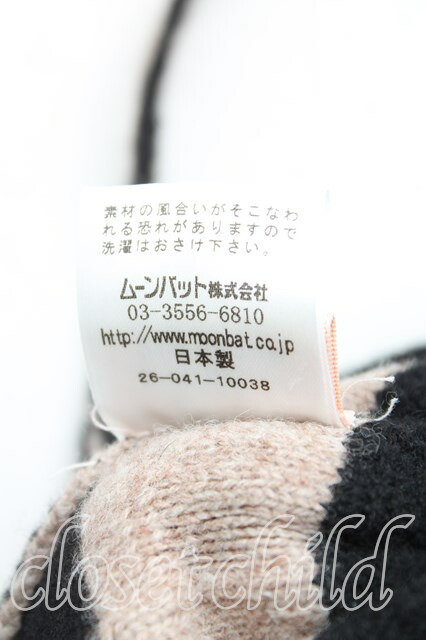 素材の風合いがそこなわ
れる恐れがありますので
洗濯はおさけ下さい。
ムーンバット株式会社
03-3556-6810
http://www.moonbat.co.jp
日本製
26-041-10038
closetchild